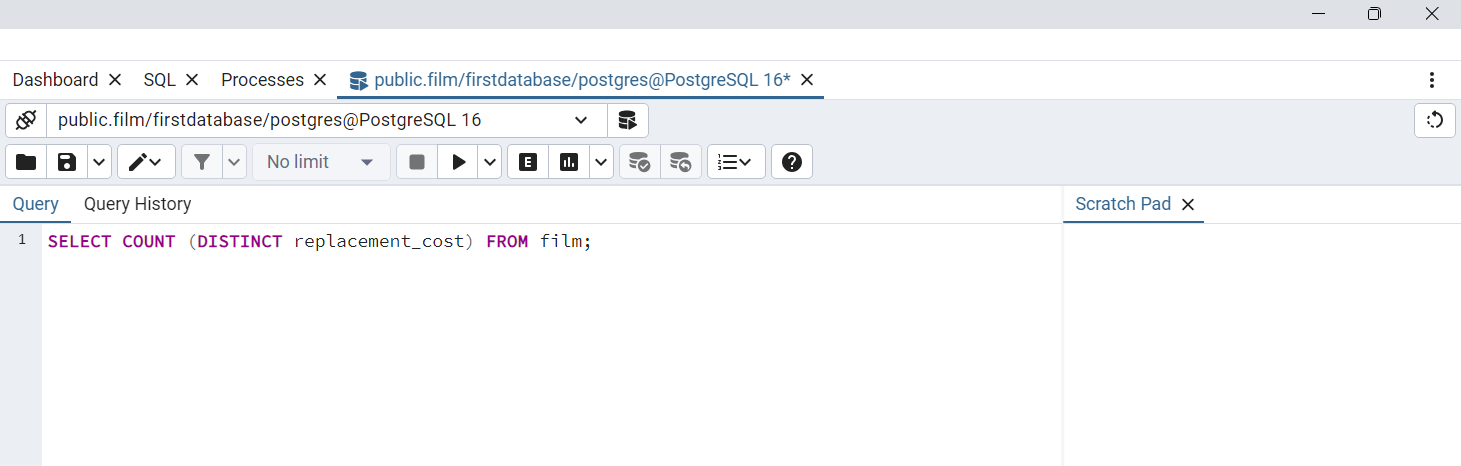 Dashboard SQL Processes public.film/firstdatabase/postgres@PostgreSQL 16*
public.film/firstdatabase/postgres@PostgreSQL 16
No limit E
Query Query History Scratch Pad
1 SELECT COUNT (DISTINCT replacement_cost) FROM film;